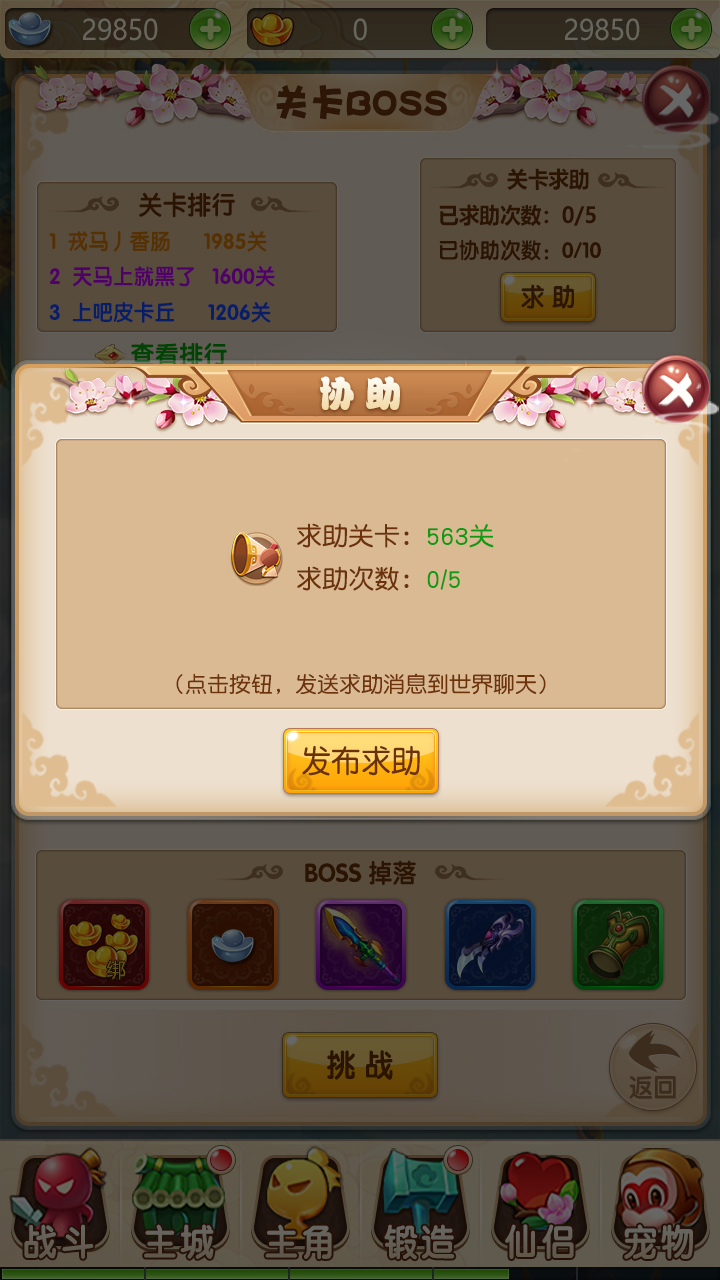 29850
0
29850
关卡BOSS
关卡排行
1 戎马丿香肠 1985关
2 天马上就黑了 1600关
3 上吧皮卡丘 1206关
查看排行
关卡求助
已求助次数：0/5
已协助次数：0/10
求助
协助
求助关卡：563关
求助次数：0/5
（点击按钮，发送求助消息到世界聊天）
发布求助
BOSS 掉落
绑
挑战
返回
战斗
主城
主角
锻造
仙侣
宠物